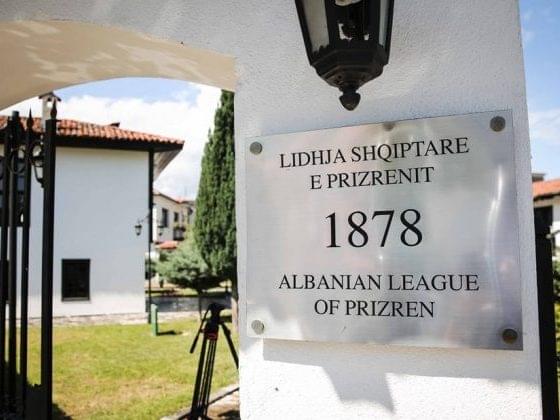 LIDHJA SHQIPTARE
E PRIZRENIT
1878
ALBANIAN LEAGUE
OF PRIZREN